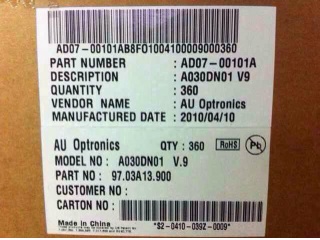 AD07-00101AB8FO1004100009000360
PART NUMBER : AD07-00101A
DESCRIPTION : A030DN01 V9
QUANTITY : 360
VENDOR NAME : AU Optronics
MANUFACTURED DATE : 2010/04/10
AU Optronics QTY : 360 RoHS Pb
MODEL NO : A030DN01 V.9
PART NO : 97.03A13.900
CUSTOMER NO :
CARTON NO :
Made in China
*S2-0410-039Z-0009*